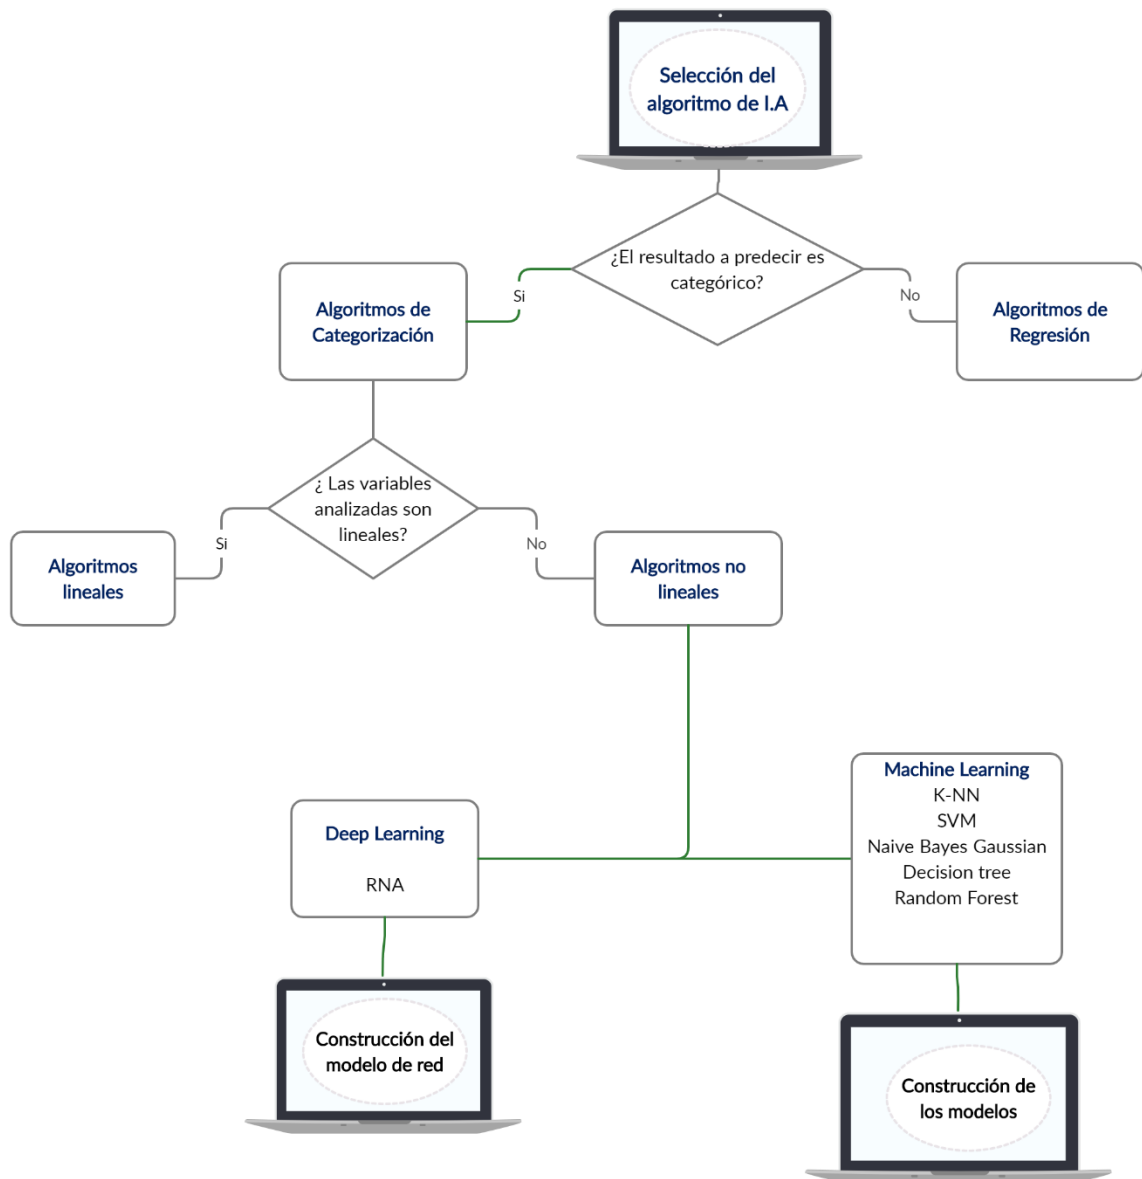 Selección del
algoritmo de I.A
¿El resultado a predecir es
categórico?
Si
No
Algoritmos de
Categorización
Algoritmos de
Regresión
¿ Las variables
analizadas son
lineales?
Si
No
Algoritmos
lineales
Algoritmos no
lineales
Deep Learning
RNA
Machine Learning
K-NN
SVM
Naive Bayes Gaussian
Decision tree
Random Forest
Construcción del
modelo de red
Construcción de
los modelos